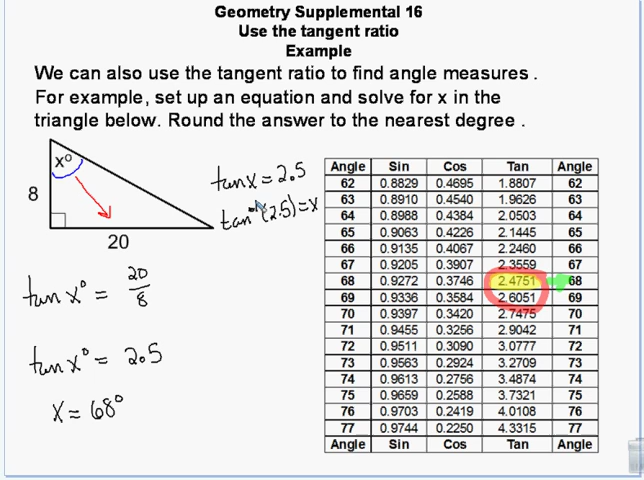 Geometry Supplemental 16
Use the tangent ratio
Example
We can also use the tangent ratio to find angle measures .
For example, set up an equation and solve for x in the
triangle below. Round the answer to the nearest degree .
xº
8
20
tan x = 2.5
tan⁻¹(2.5) = x
tan x° = 20/8
tan x° = 2.5
x = 68°
Angle Sin Cos Tan Angle
62 0.8829 0.4695 1.8807 62
63 0.8910 0.4540 1.9626 63
64 0.8988 0.4384 2.0503 64
65 0.9063 0.4226 2.1445 65
66 0.9135 0.4067 2.2460 66
67 0.9205 0.3907 2.3559 67
68 0.9272 0.3746 2.4751 68
69 0.9336 0.3584 2.6051 69
70 0.9397 0.3420 2.7475 70
71 0.9455 0.3256 2.9042 71
72 0.9511 0.3090 3.0777 72
73 0.9563 0.2924 3.2709 73
74 0.9613 0.2756 3.4874 74
75 0.9659 0.2588 3.7321 75
76 0.9703 0.2419 4.0108 76
77 0.9744 0.2250 4.3315 77
Angle Sin Cos Tan Angle